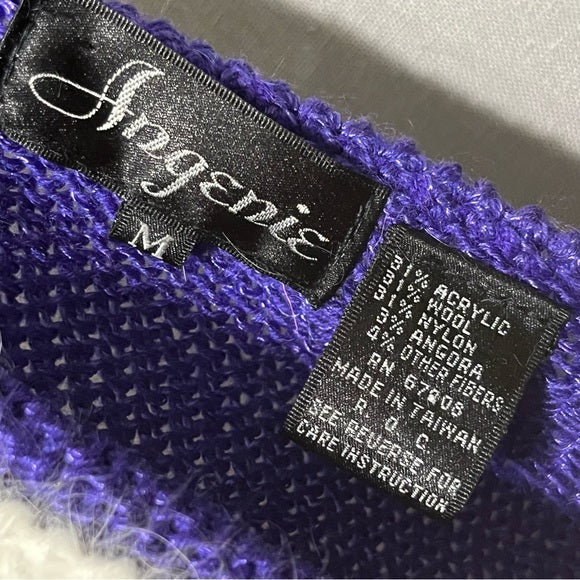 Angenie
M
31% ACRYLIC
31% WOOL
31% NYLON
3% ANGORA
4% OTHER FIBERS
RN
MADE IN TAIWAN
R. O. C.
SEE REVERSE FOR
CARE INSTRUCTION